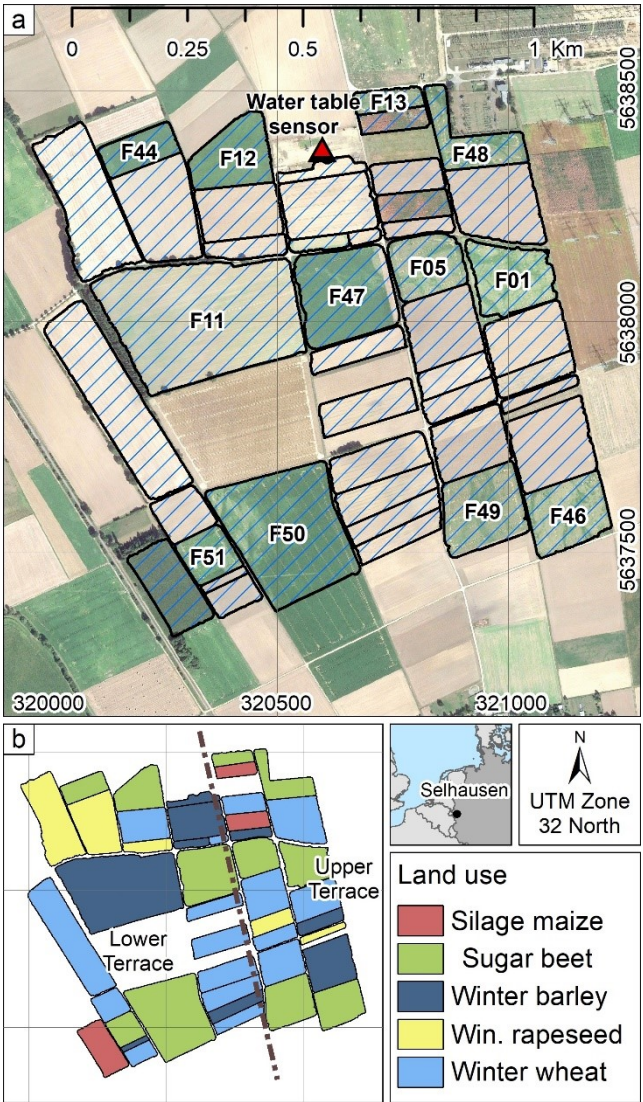 a
0 0.25 0.5 1 Km
5638500
F13
Water table
sensor
F44
F12
F48
F05
F01
F47
F11
5638000
F50
F49
F46
F51
5637500
320000 320500 321000
b
Selhausen
N
UTM Zone
32 North
Upper
Terrace
Lower
Terrace
Land use
Silage maize
Sugar beet
Winter barley
Win. rapeseed
Winter wheat